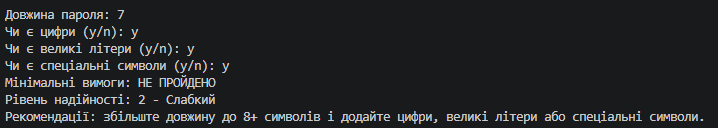 Довжина пароля: 7
Чи є цифри (y/n): y
Чи є великі літери (y/n): y
Чи є спеціальні символи (y/n): y
Мінімальні вимоги: НЕ ПРОЙДЕНО
Рівень надійності: 2 - Слабкий
Рекомендації: збільште довжину до 8+ символів і додайте цифри, великі літери або спеціальні символи.